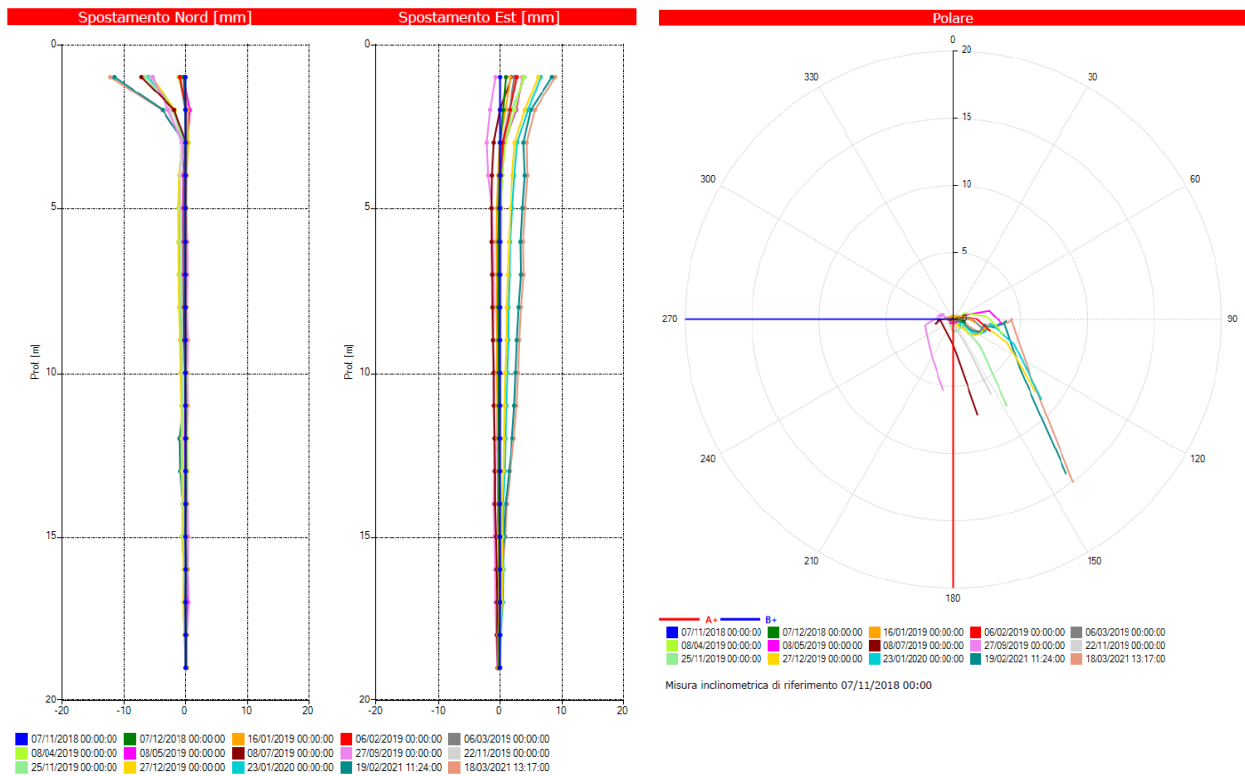 Spostamento Nord [mm]
Spostamento Est [mm]
-20 -10 0 10 20
-20 -10 0 10 20
0
5
10
15
20
Prof. [m]
0
5
10
15
20
Prof. [m]
-20 -10 0 10 20
-20 -10 0 10 20
07/11/2018 00:00:00 07/12/2018 00:00:00 16/01/2019 00:00:00 06/02/2019 00:00:00 06/03/2019 00:00:00
08/04/2019 00:00:00 08/05/2019 00:00:00 08/07/2019 00:00:00 27/09/2019 00:00:00 22/11/2019 00:00:00
25/11/2019 00:00:00 27/12/2019 00:00:00 23/01/2020 00:00:00 19/02/2021 11:24:00 18/03/2021 13:17:00
Polare
0
20
330
30
15
300
10
60
5
270
0
90
240
120
210
150
180
A+ B+
07/11/2018 00:00:00 07/12/2018 00:00:00 16/01/2019 00:00:00 06/02/2019 00:00:00 06/03/2019 00:00:00
08/04/2019 00:00:00 08/05/2019 00:00:00 08/07/2019 00:00:00 27/09/2019 00:00:00 22/11/2019 00:00:00
25/11/2019 00:00:00 27/12/2019 00:00:00 23/01/2020 00:00:00 19/02/2021 11:24:00 18/03/2021 13:17:00
Misura inclinometrica di riferimento 07/11/2018 00:00